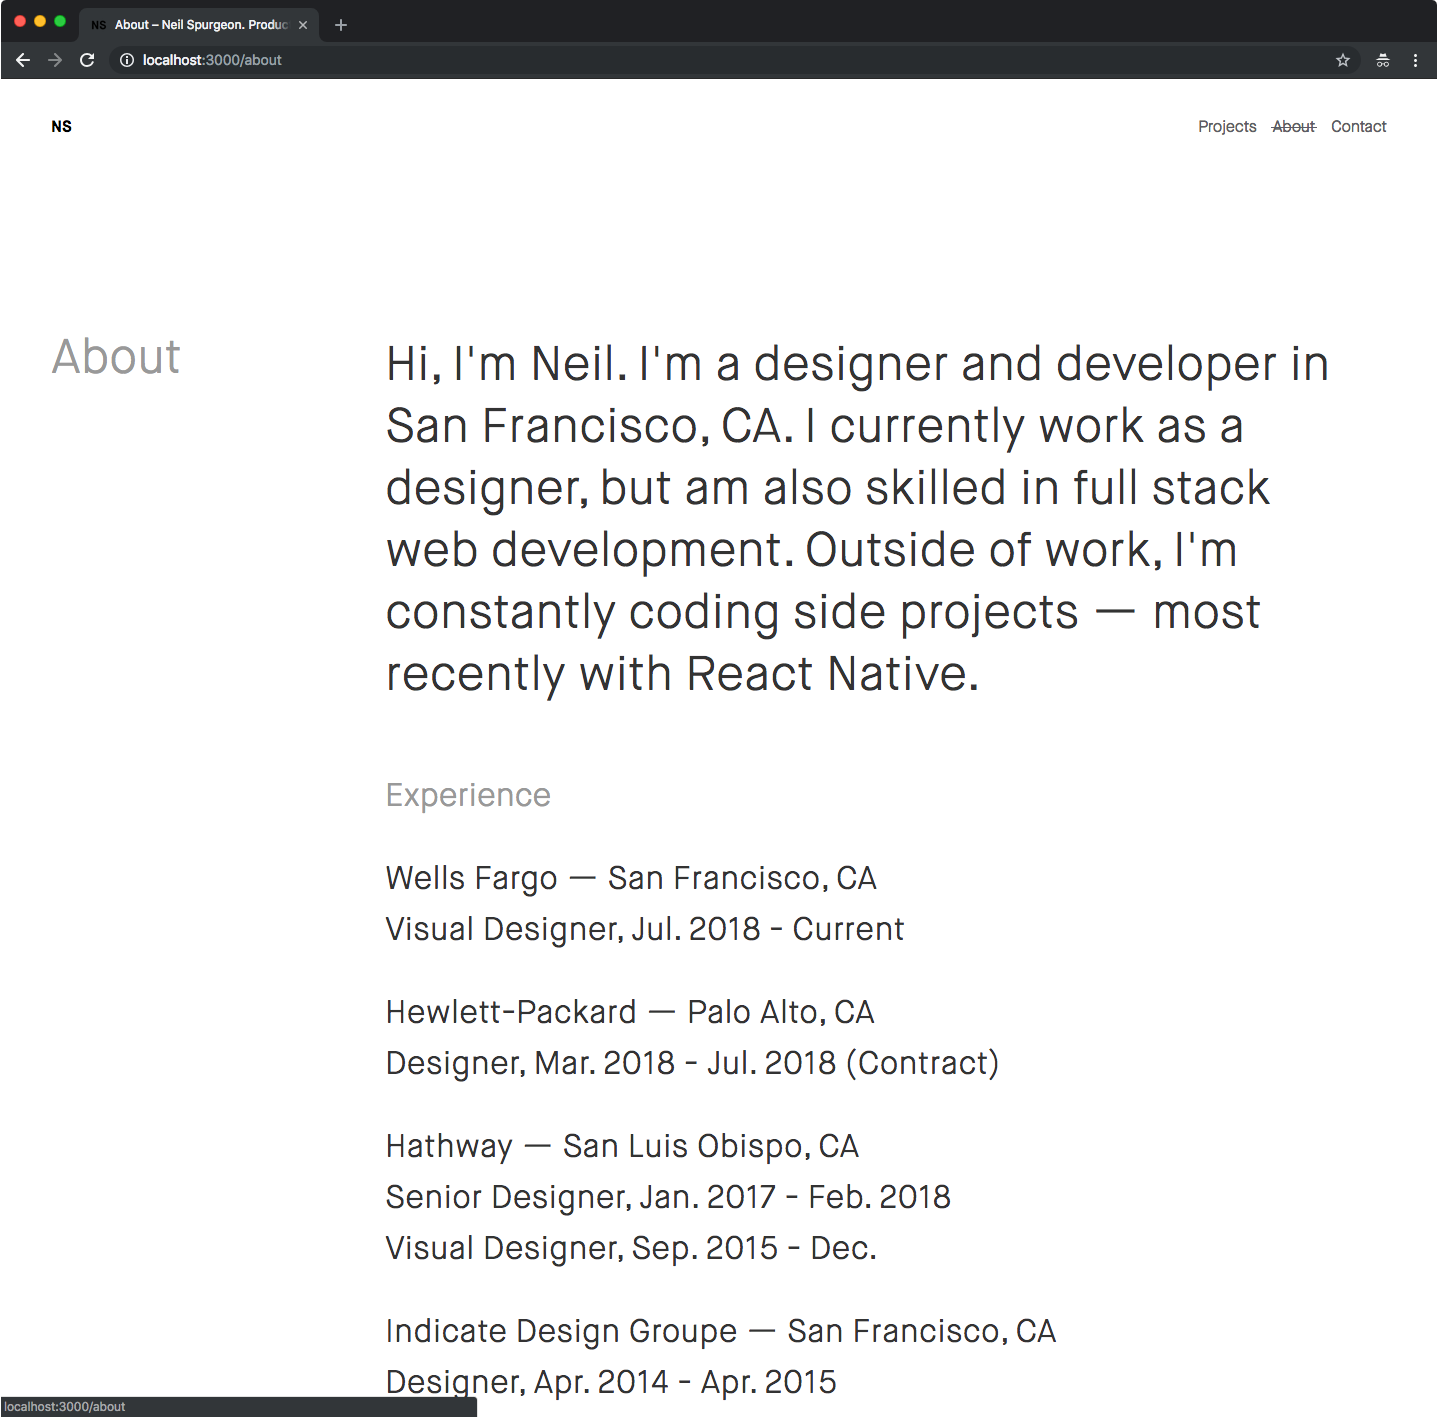 NS About – Neil Spurgeon. Produc
localhost:3000/about
NS
Projects About Contact
About
Hi, I'm Neil. I'm a designer and developer in
San Francisco, CA. I currently work as a
designer, but am also skilled in full stack
web development. Outside of work, I'm
constantly coding side projects — most
recently with React Native.
Experience
Wells Fargo — San Francisco, CA
Visual Designer, Jul. 2018 - Current
Hewlett-Packard — Palo Alto, CA
Designer, Mar. 2018 - Jul. 2018 (Contract)
Hathway — San Luis Obispo, CA
Senior Designer, Jan. 2017 - Feb. 2018
Visual Designer, Sep. 2015 - Dec.
Indicate Design Groupe — San Francisco, CA
Designer, Apr. 2014 - Apr. 2015
localhost:3000/about